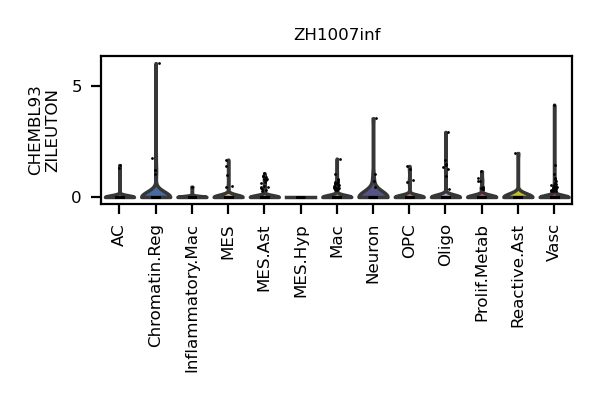 ZH1007inf
CHEMBL93
ZILEUTON
5
0
AC
Chromatin.Reg
Inflammatory.Mac
MES
MES.Ast
MES.Hyp
Mac
Neuron
OPC
Oligo
Prolif.Metab
Reactive.Ast
Vasc